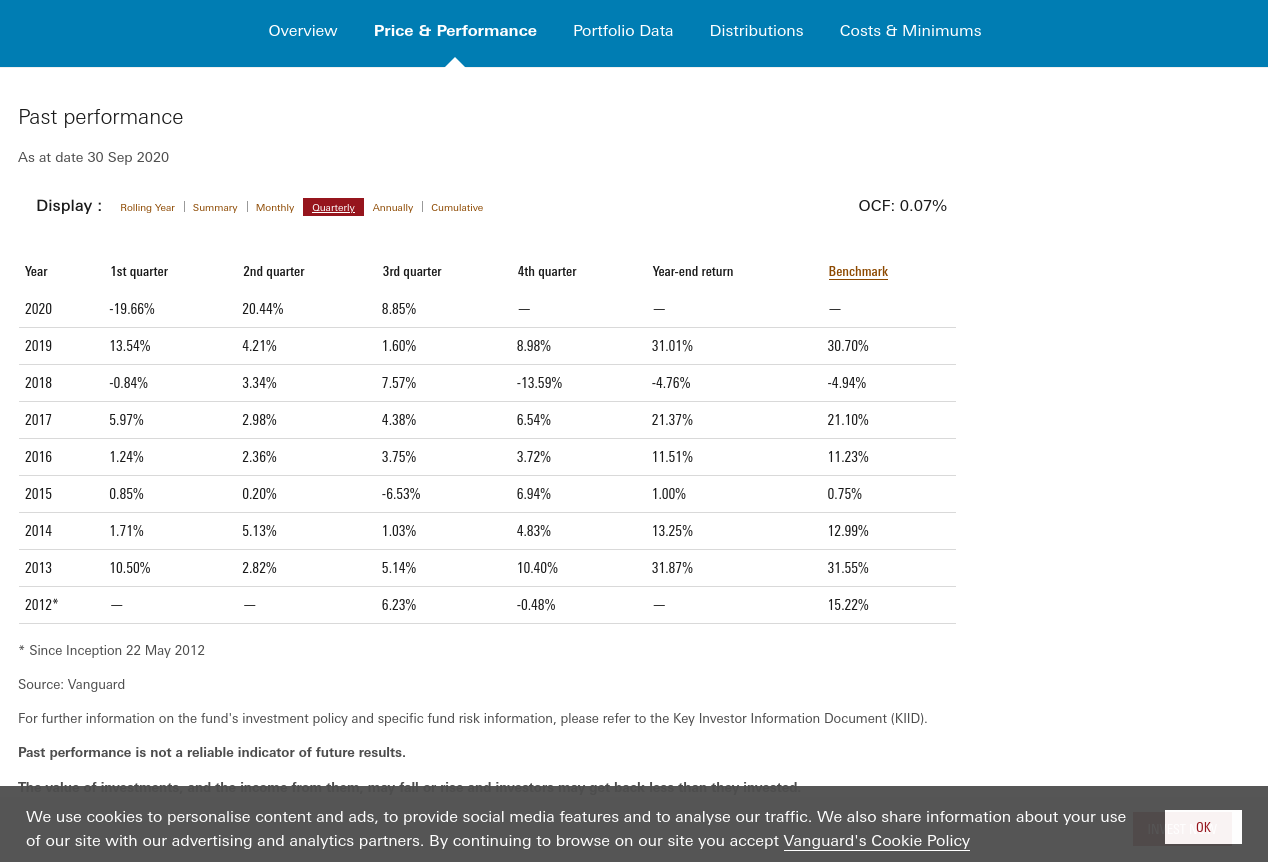 Overview Price & Performance Portfolio Data Distributions Costs & Minimums
Past performance
As at date 30 Sep 2020
Display : Rolling Year Summary Monthly Quarterly Annually Cumulative OCF: 0.07%
Year 1st quarter 2nd quarter 3rd quarter 4th quarter Year-end return Benchmark
2020 -19.66% 20.44% 8.85% — — —
2019 13.54% 4.21% 1.60% 8.98% 31.01% 30.70%
2018 -0.84% 3.34% 7.57% -13.59% -4.76% -4.94%
2017 5.97% 2.98% 4.38% 6.54% 21.37% 21.10%
2016 1.24% 2.36% 3.75% 3.72% 11.51% 11.23%
2015 0.85% 0.20% -6.53% 6.94% 1.00% 0.75%
2014 1.71% 5.13% 1.03% 4.83% 13.25% 12.99%
2013 10.50% 2.82% 5.14% 10.40% 31.87% 31.55%
2012* — — 6.23% -0.48% — 15.22%
* Since Inception 22 May 2012
Source: Vanguard
For further information on the fund's investment policy and specific fund risk information, please refer to the Key Investor Information Document (KIID).
Past performance is not a reliable indicator of future results.
The value of investments, and the income from them, may fall or rise and investors may get back less than they invested.
We use cookies to personalise content and ads, to provide social media features and to analyse our traffic. We also share information about your use
of our site with our advertising and analytics partners. By continuing to browse on our site you accept Vanguard's Cookie Policy
OK